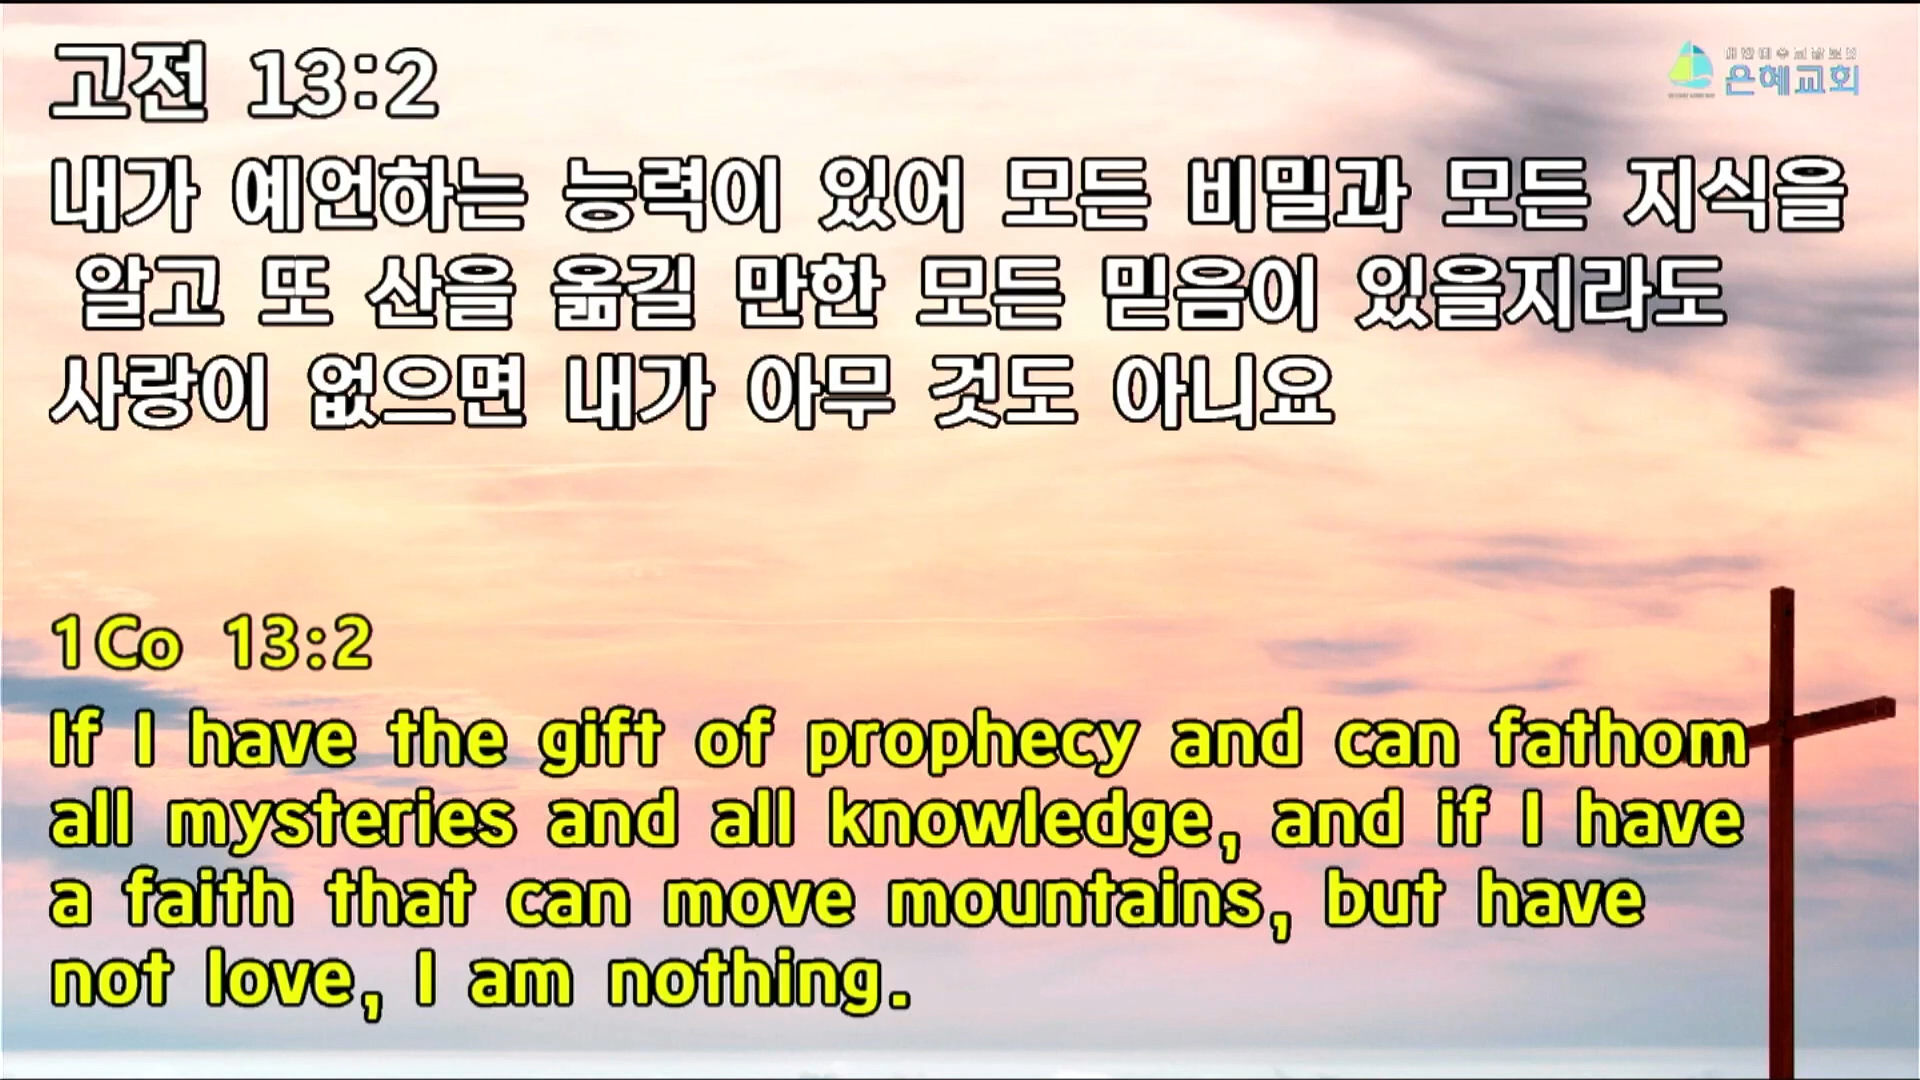 고전 13:2
은혜교회
내가 예언하는 능력이 있어 모든 비밀과 모든 지식을
알고 또 산을 옮길 만한 모든 믿음이 있을지라도
사랑이 없으면 내가 아무 것도 아니요
1Co 13:2
If I have the gift of prophecy and can fathom
all mysteries and all knowledge, and if I have
a faith that can move mountains, but have
not love, I am nothing.